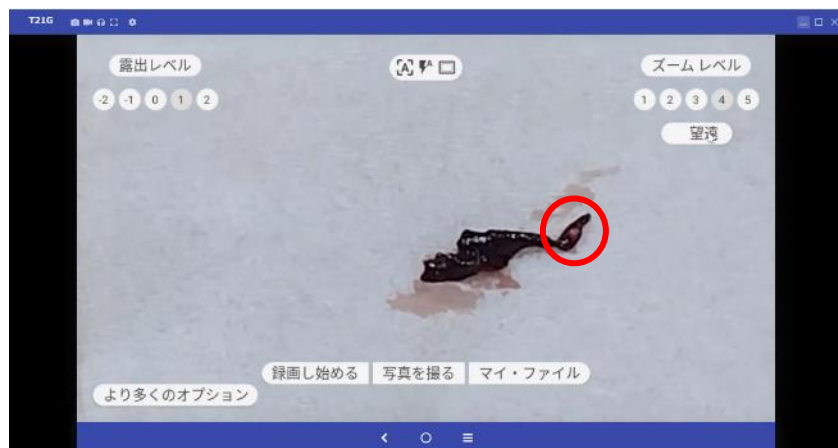 T21G
露出レベル
-2 -1 0 1 2
A A
ズーム レベル
1 2 3 4 5
望遠
録画し始める 写真を撮る マイ・ファイル
より多くのオプション